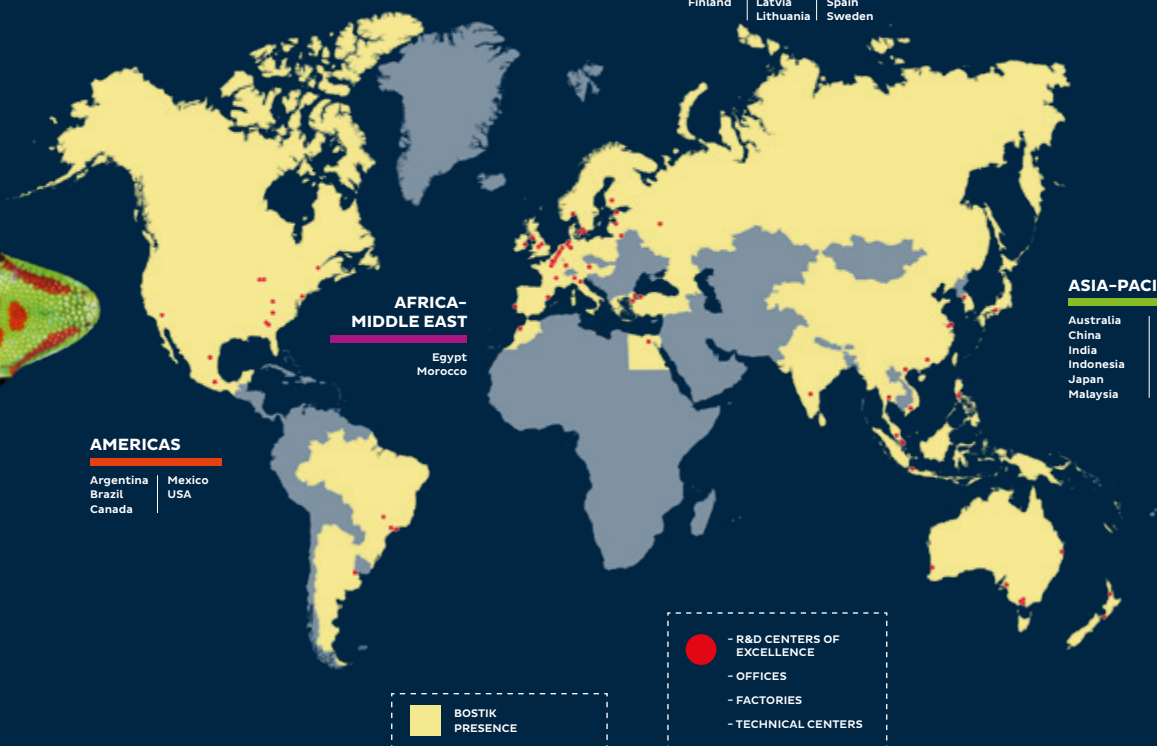 Finland
Latvia
Lithuania
Spain
Sweden
AFRICA-
MIDDLE EAST
Egypt
Morocco
ASIA-PACI
Australia
China
India
Indonesia
Japan
Malaysia
AMERICAS
Argentina
Brazil
Canada
Mexico
USA
- R&D CENTERS OF
EXCELLENCE
- OFFICES
- FACTORIES
- TECHNICAL CENTERS
BOSTIK
PRESENCE